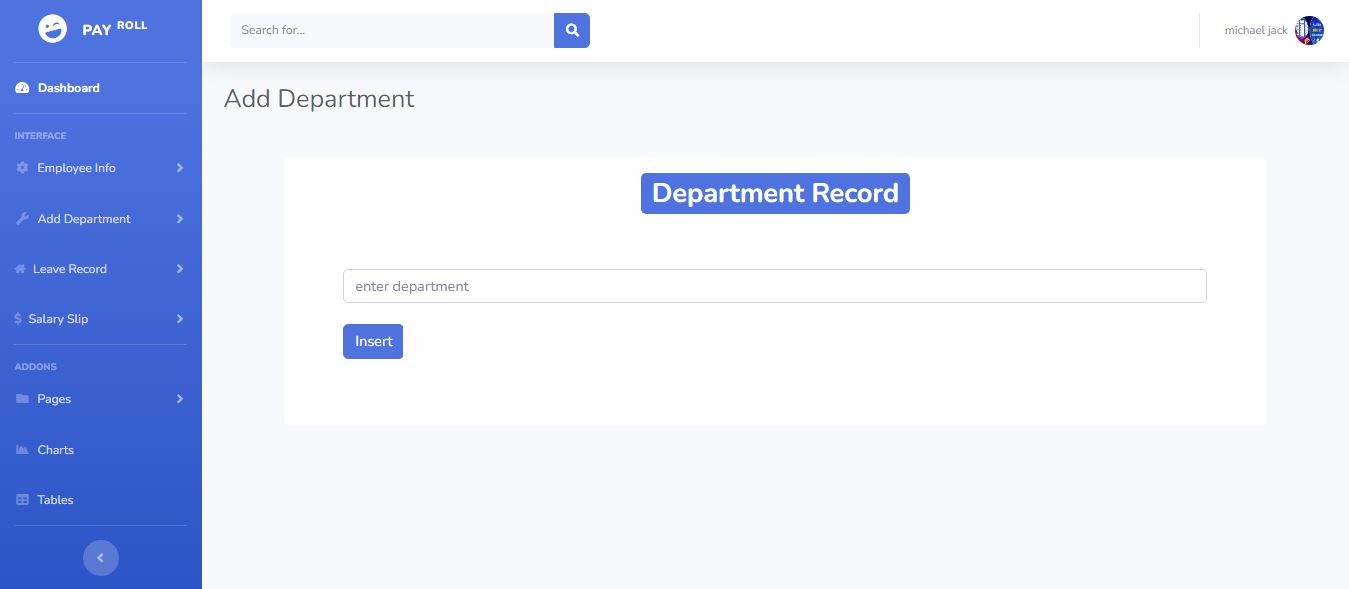 PAY ROLL
Dashboard
INTERFACE
Employee Info
Add Department
Leave Record
$ Salary Slip
ADDONS
Pages
Charts
Tables
Search for...
michael jack
Add Department
Department Record
enter department
Insert